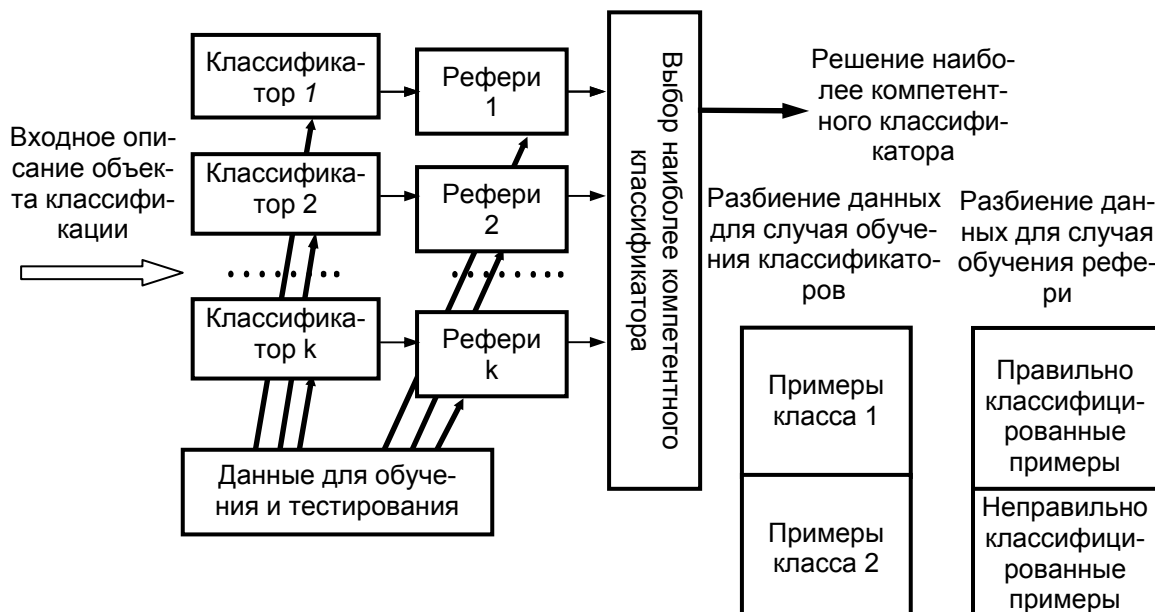 Входное опи-
сание объек-
та классифи-
кации
Классифика-
тор 1
Классифика-
тор 2
Классифика-
тор k
Рефери
1
Рефери
2
Рефери
k
Данные для обуче-
ния и тестирования
Выбор наиболее компетентного
классификатора
Решение наибо-
лее компетент-
ного классифи-
катора
Разбиение данных
для случая обуче-
ния классификато-
ров
Примеры
класса 1
Примеры
класса 2
Разбиение дан-
ных для случая
обучения рефе-
ри
Правильно
классифици-
рованные
примеры
Неправильно
классифици-
рованные
примеры